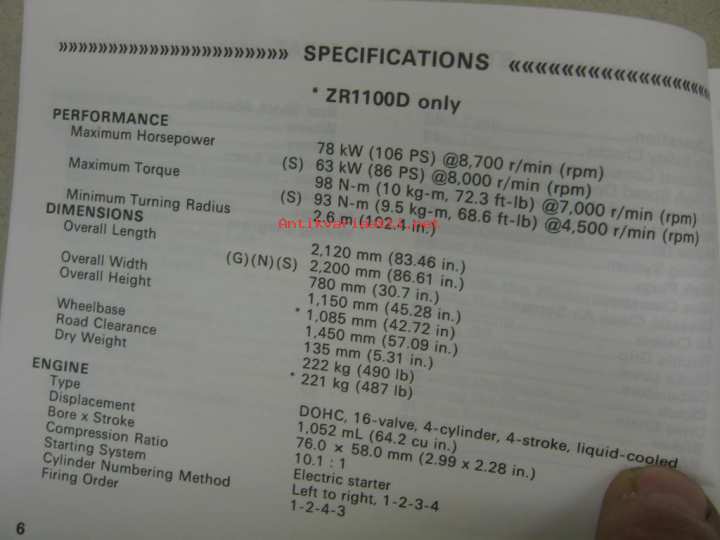 »»»»»»»»»»»»»»»»»»»»»»» SPECIFICATIONS «««««««««««««««««««««
* ZR1100D only
PERFORMANCE
Maximum Horsepower 78 kW (106 PS) @8,700 r/min (rpm)
(S) 63 kW (86 PS) @8,000 r/min (rpm)
Maximum Torque 98 N-m (10 kg-m, 72.3 ft-lb) @7,000 r/min (rpm)
(S) 93 N-m (9.5 kg-m, 68.6 ft-lb) @4,500 r/min (rpm)
Minimum Turning Radius 2.6 m (102.4 in.)
Antikvariaatti.net
DIMENSIONS
Overall Length 2,120 mm (83.46 in.)
(G)(N)(S) 2,200 mm (86.61 in.)
Overall Width 780 mm (30.7 in.)
Overall Height 1,150 mm (45.28 in.)
* 1,085 mm (42.72 in)
Wheelbase 1,450 mm (57.09 in.)
Road Clearance 135 mm (5.31 in.)
Dry Weight 222 kg (490 lb)
* 221 kg (487 lb)
ENGINE
Type DOHC, 16-valve, 4-cylinder, 4-stroke, liquid-cooled
Displacement 1,052 mL (64.2 cu in.)
Bore x Stroke 76.0 × 58.0 mm (2.99 x 2.28 in.)
Compression Ratio 10.1 : 1
Starting System Electric starter
Cylinder Numbering Method Left to right, 1-2-3-4
Firing Order 1-2-4-3
6